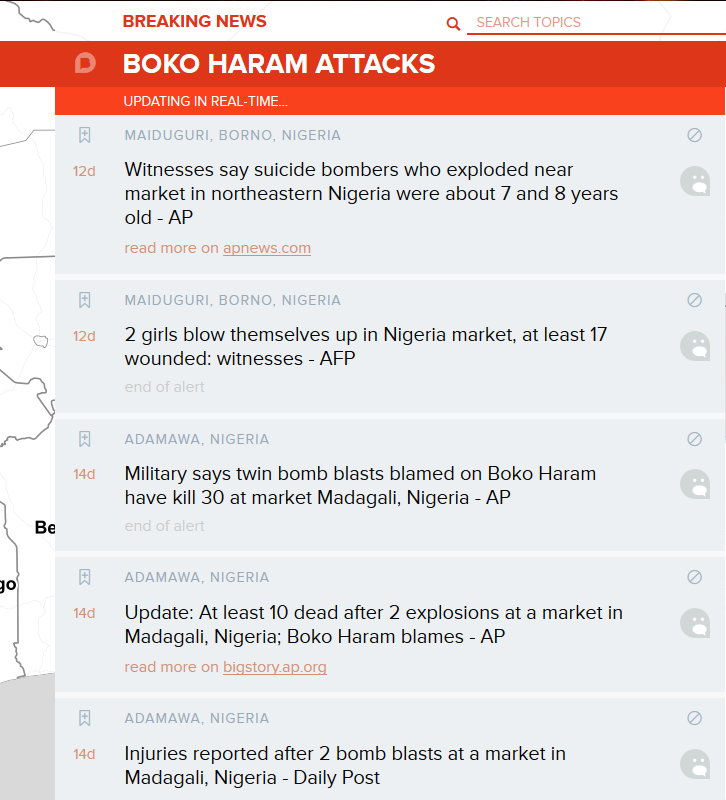 BREAKING NEWS
SEARCH TOPICS
BOKO HARAM ATTACKS
UPDATING IN REAL-TIME...
MAIDUGURI, BORNO, NIGERIA
12d
Witnesses say suicide bombers who exploded near
market in northeastern Nigeria were about 7 and 8 years
old - AP
read more on apnews.com
MAIDUGURI, BORNO, NIGERIA
12d
2 girls blow themselves up in Nigeria market, at least 17
wounded: witnesses - AFP
end of alert
ADAMAWA, NIGERIA
14d
Military says twin bomb blasts blamed on Boko Haram
have kill 30 at market Madagali, Nigeria - AP
end of alert
Be
ADAMAWA, NIGERIA
go
14d
Update: At least 10 dead after 2 explosions at a market in
Madagali, Nigeria; Boko Haram blames - AP
read more on bigstory.ap.org
ADAMAWA, NIGERIA
14d
Injuries reported after 2 bomb blasts at a market in
Madagali, Nigeria - Daily Post